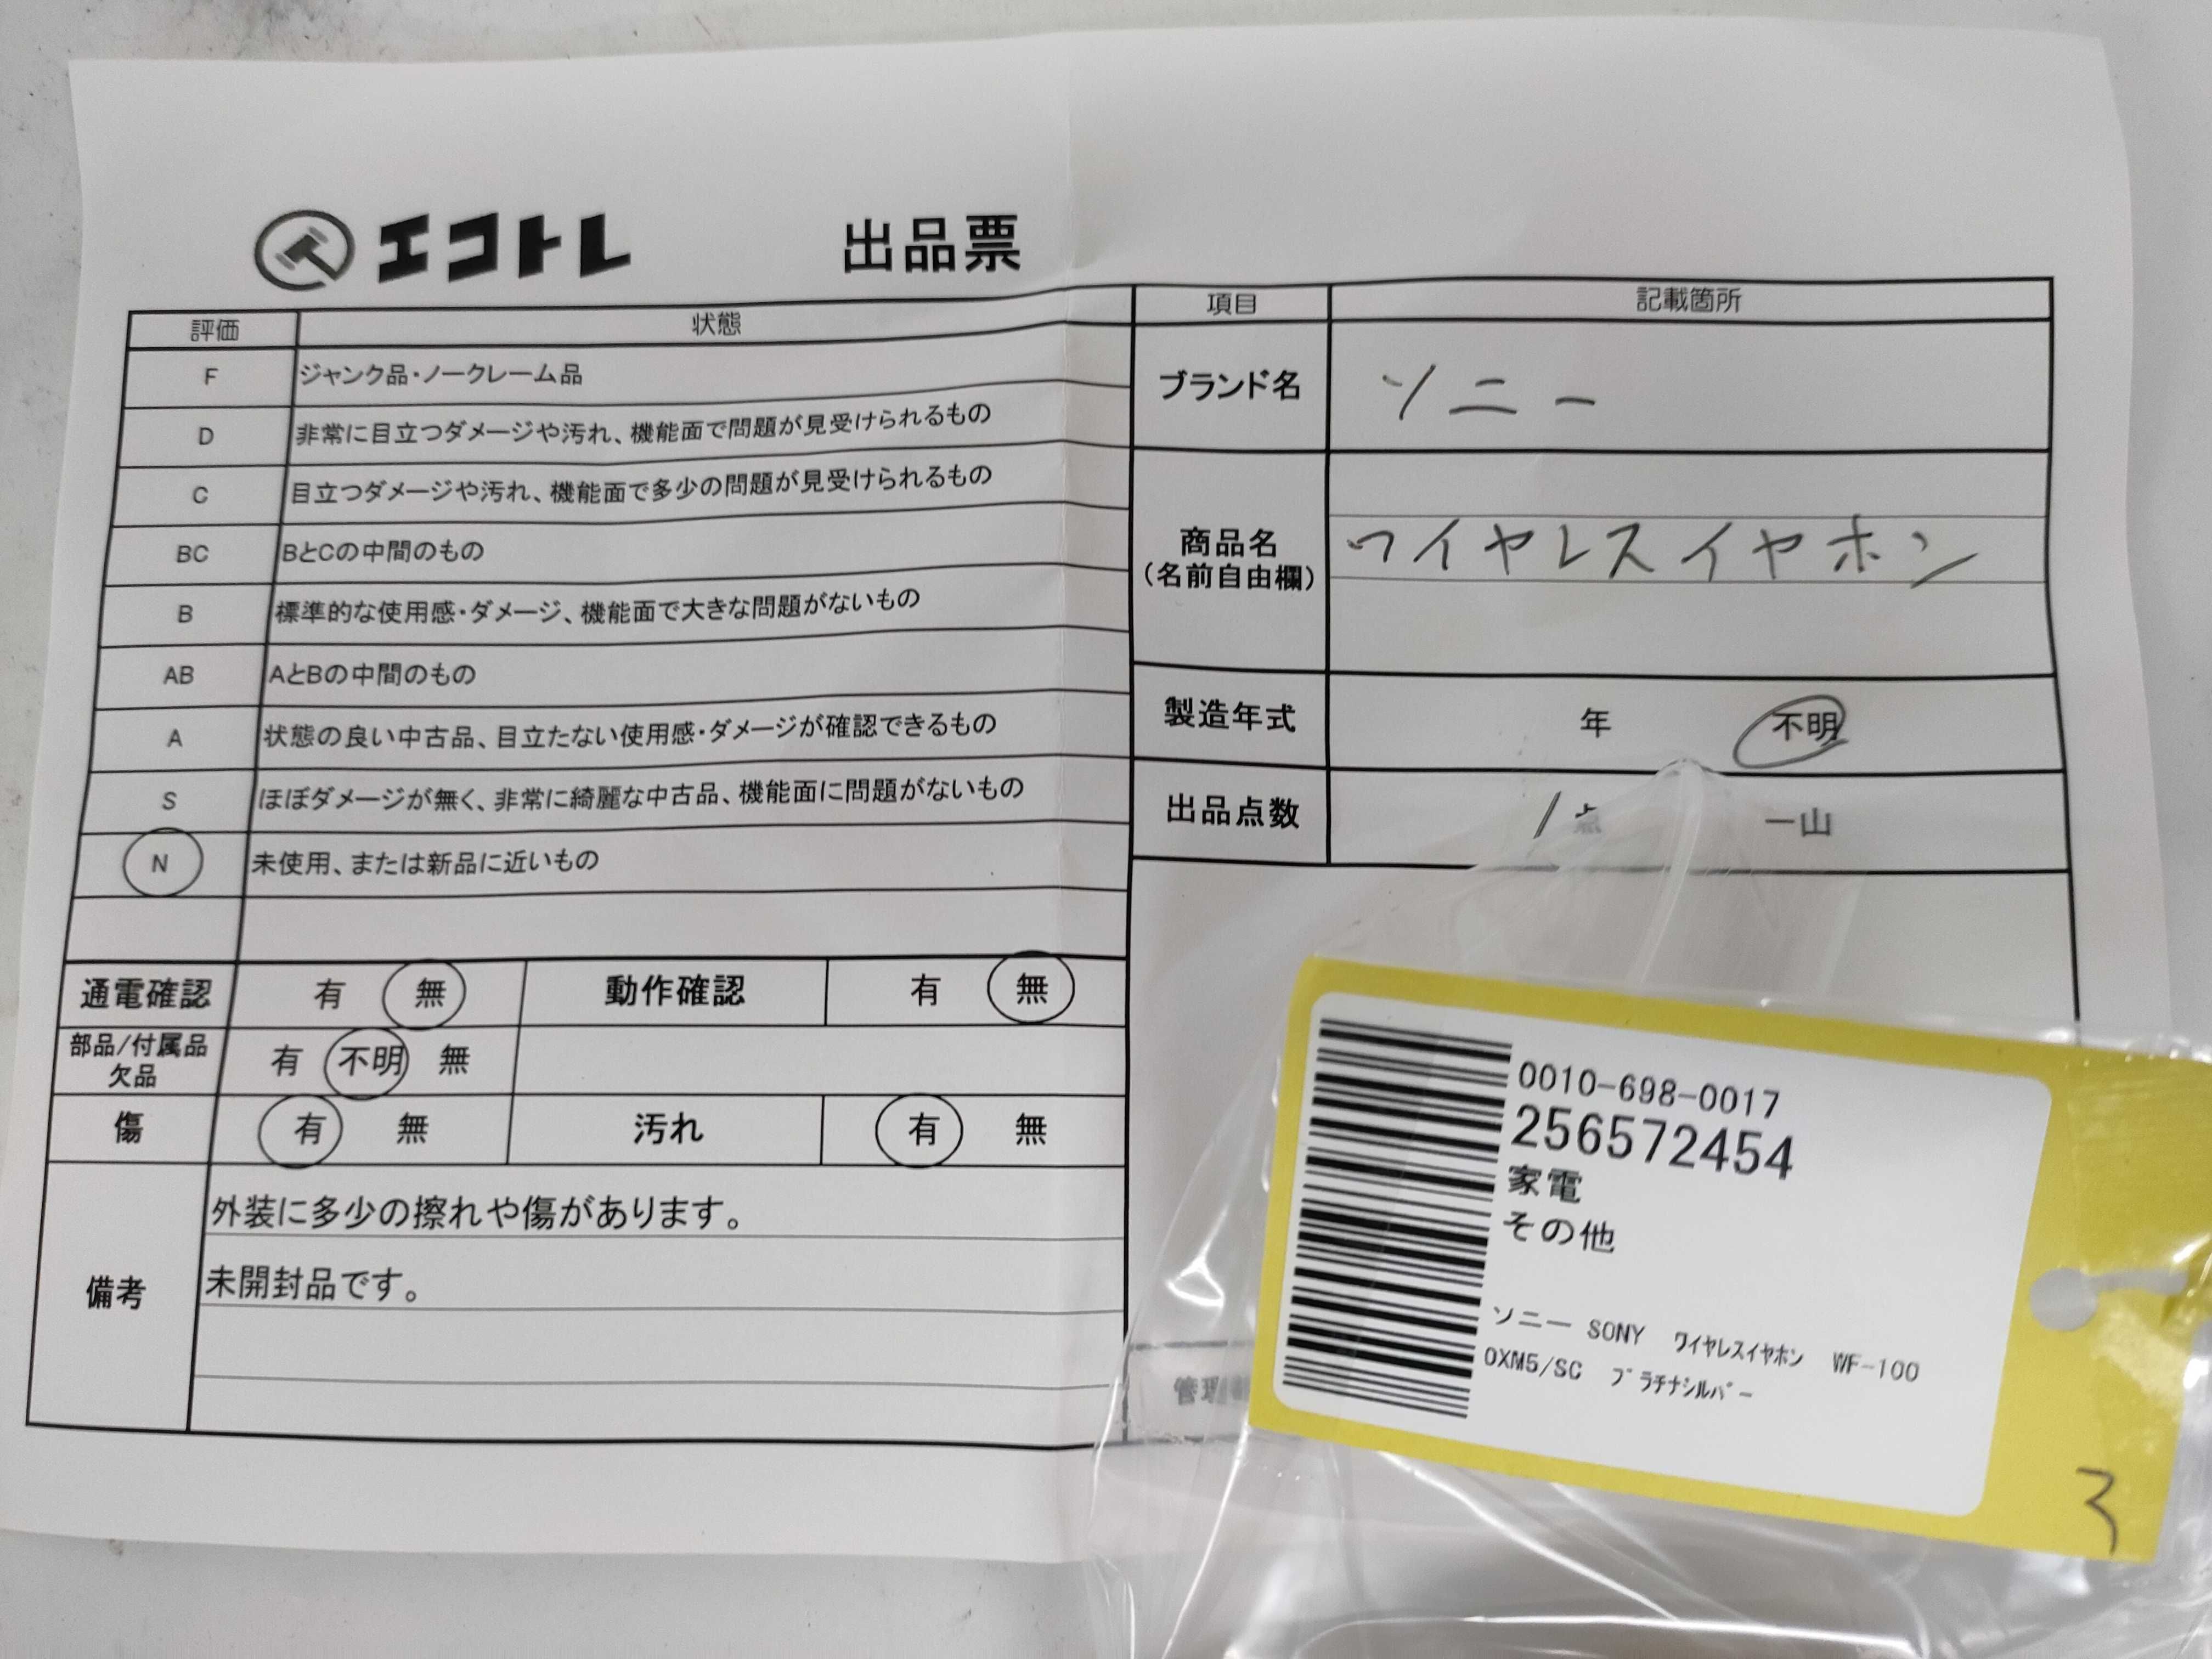 エコトレ
出品票
評価 状態
F ジャンク品・ノークレーム品
D 非常に目立つダメージや汚れ、機能面で問題が見受けられるもの
C 目立つダメージや汚れ、機能面で多少の問題が見受けられるもの
BC BとCの中間のもの
B 標準的な使用感・ダメージ、機能面で大きな問題がないもの
AB AとBの中間のもの
A 状態の良い中古品、目立たない使用感・ダメージが確認できるもの
S ほぼダメージが無く、非常に綺麗な中古品、機能面に問題がないもの
N 未使用、または新品に近いもの
通電確認 有 無 動作確認 有 無
部品/付属品
欠品
有 不明 無
傷 有 無 汚れ 有 無
備考
外装に多少の擦れや傷があります。
未開封品です。
項目 記載箇所
ブランド名 ソニー
商品名
(名前自由欄)
ワイヤレスイヤホン
製造年式 年 不明
出品点数 1点 一山
管理
0010-698-0017
256572454
家電
その他
ソニー SONY ﾜｲﾔﾚｽｲﾔﾎﾝ WF-100
0XM5/SC ﾌﾟﾗﾁﾅｼﾙﾊﾞｰ
3